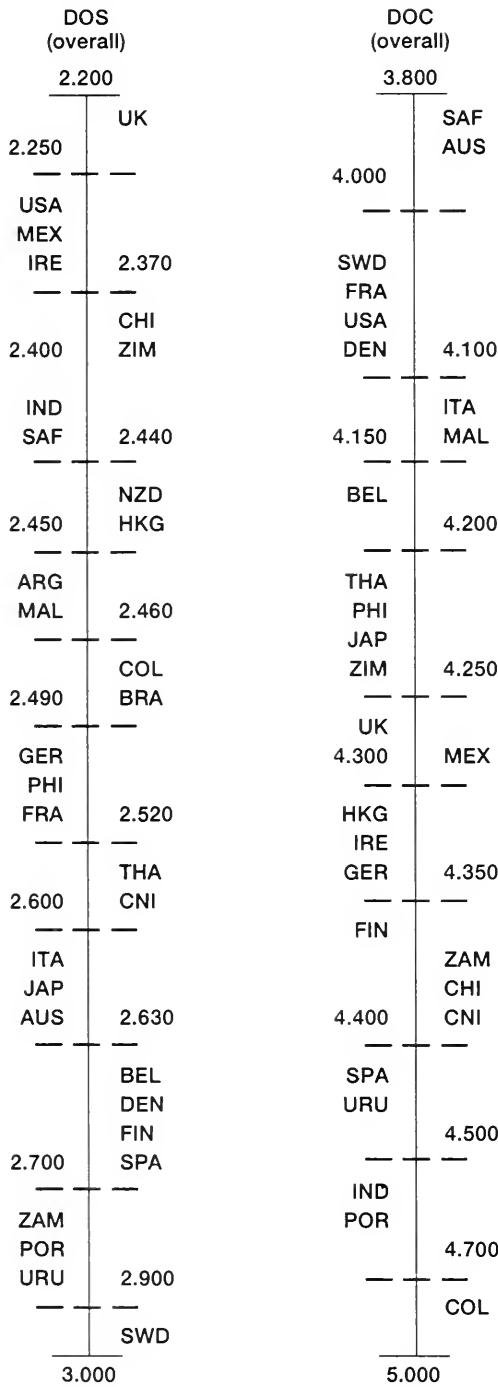 DOS
(overall)
2.200
UK
2.250
USA
MEX
IRE 2.370
CHI
2.400 ZIM
IND
SAF 2.440
NZD
2.450 HKG
ARG
MAL 2.460
COL
2.490 BRA
GER
PHI
FRA 2.520
THA
2.600 CNI
ITA
JAP
AUS 2.630
BEL
DEN
FIN
2.700 SPA
ZAM
POR
URU 2.900
SWD
3.000
DOC
(overall)
3.800
SAF
AUS
4.000
SWD
FRA
USA
DEN 4.100
ITA
4.150 MAL
BEL
4.200
THA
PHI
JAP
ZIM 4.250
UK
4.300 MEX
HKG
IRE
GER 4.350
FIN
ZAM
CHI
4.400 CNI
SPA
URU
4.500
IND
POR
4.700
COL
5.000